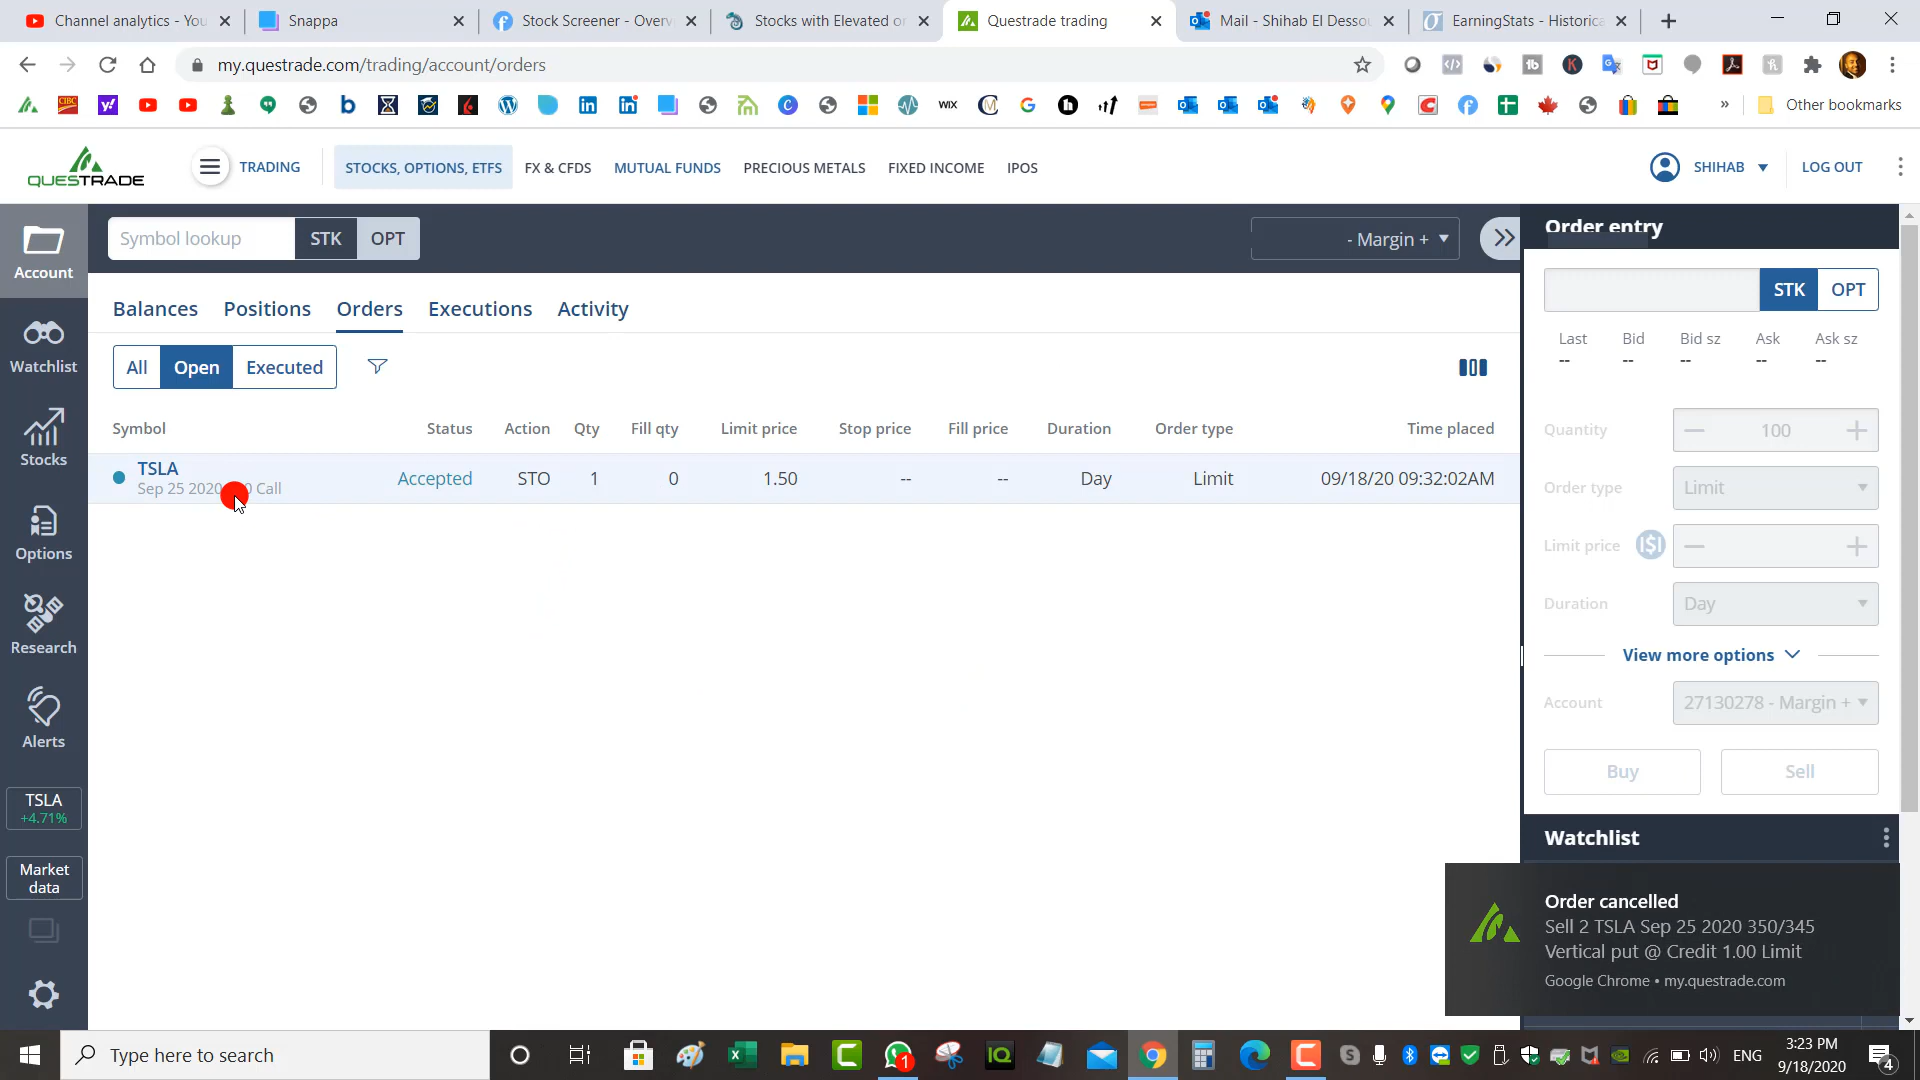 Channel analytics - You
Snappa
Stock Screener - Overv
Stocks with Elevated or
Questrade trading
Mail - Shihab El Desso
EarningStats - Historica
my.questrade.com/trading/account/orders
Other bookmarks
QUESTRADE
TRADING
STOCKS, OPTIONS, ETFS
FX & CFDS
MUTUAL FUNDS
PRECIOUS METALS
FIXED INCOME
IPOS
SHIHAB
LOG OUT
Account
Watchlist
Stocks
Options
Research
Alerts
TSLA
+4.71%
Market
data
Symbol lookup
STK
OPT
- Margin +
Balances
Positions
Orders
Executions
Activity
All
Open
Executed
Symbol
Status
Action
Qty
Fill qty
Limit price
Stop price
Fill price
Duration
Order type
Time placed
TSLA
Sep 25 2020
0 Call
Accepted
STO
1
0
1.50
--
--
Day
Limit
09/18/20 09:32:02AM
Order entry
STK
OPT
Last
Bid
Bid sz
Ask
Ask sz
--
--
--
--
--
Quantity
100
Order type
Limit
Limit price
Duration
Day
View more options
Account
27130278 - Margin +
Buy
Sell
Watchlist
Order cancelled
Sell 2 TSLA Sep 25 2020 350/345
Vertical put @ Credit 1.00 Limit
Google Chrome • my.questrade.com
Type here to search
ENG
3:23 PM
9/18/2020